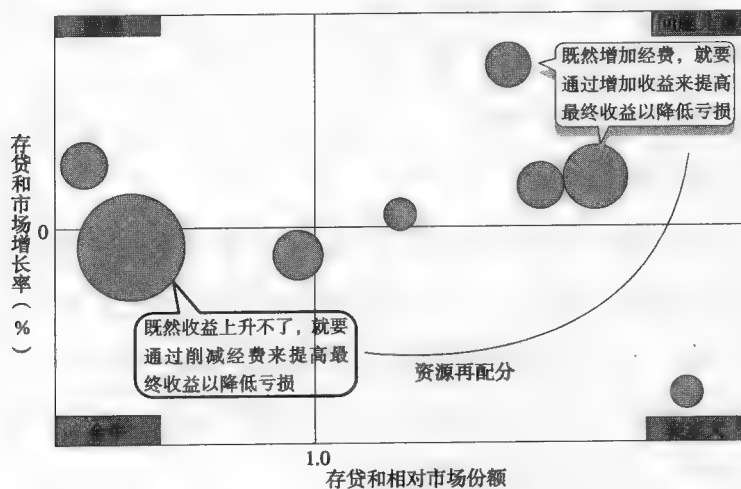 既然增加经费，就要
通过增加收益来提高
最终收益以降低亏损
存贷和市场增长率（%）
0
既然收益上升不了，就要
通过削减经费来提高最
终收益以降低亏损
资源再配分
金牛
1.0
存贷和相对市场份额